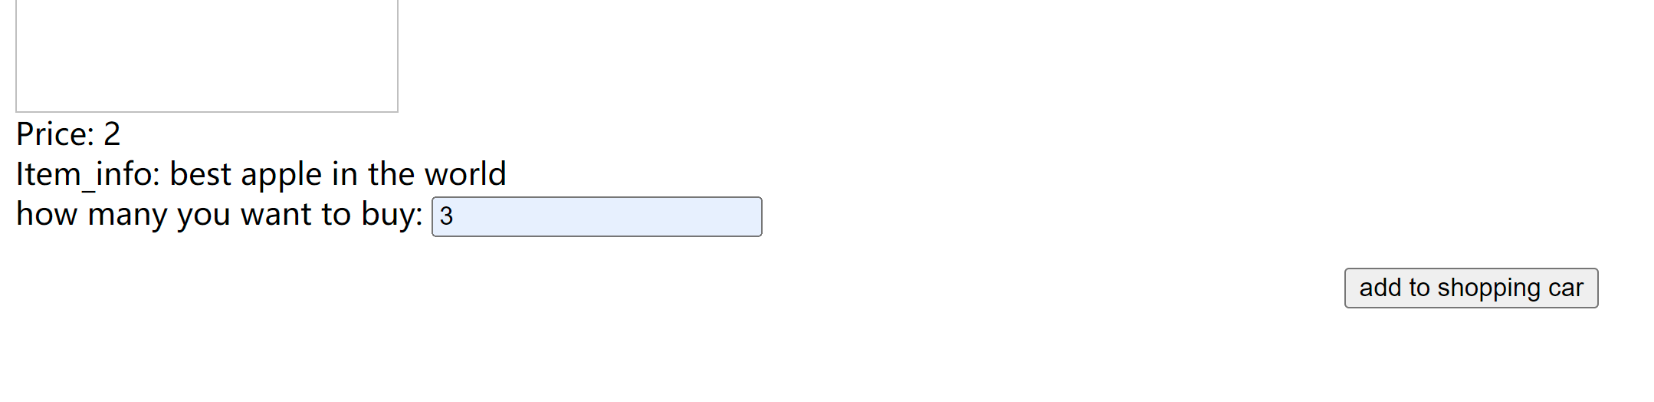 Price: 2
Item_info: best apple in the world
how many you want to buy: 3
add to shopping car